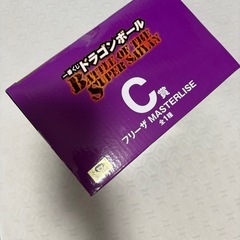 一番くじ
ドラゴンボール
BATTLE OF THE
SUPER SAIYAN
C賞
フリーザ MASTERLISE
全1種